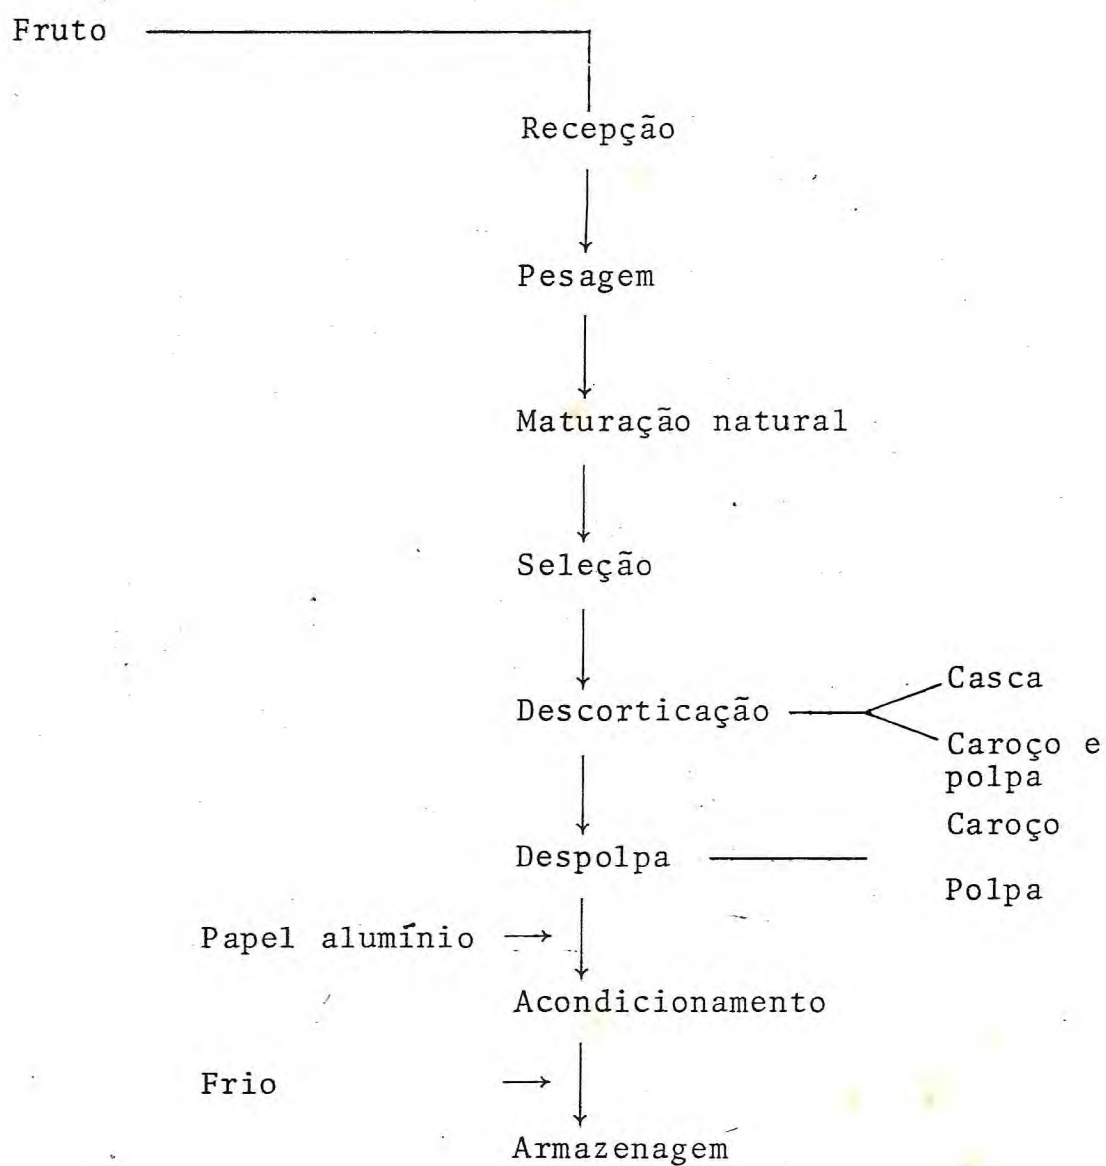 Fruto
Recepção
Pesagem
Maturação natural
Seleção
Descorticação
Casca
Caroço e
polpa
Despolpa
Caroço
Polpa
Papel alumínio
Acondicionamento
Frio
Armazenagem